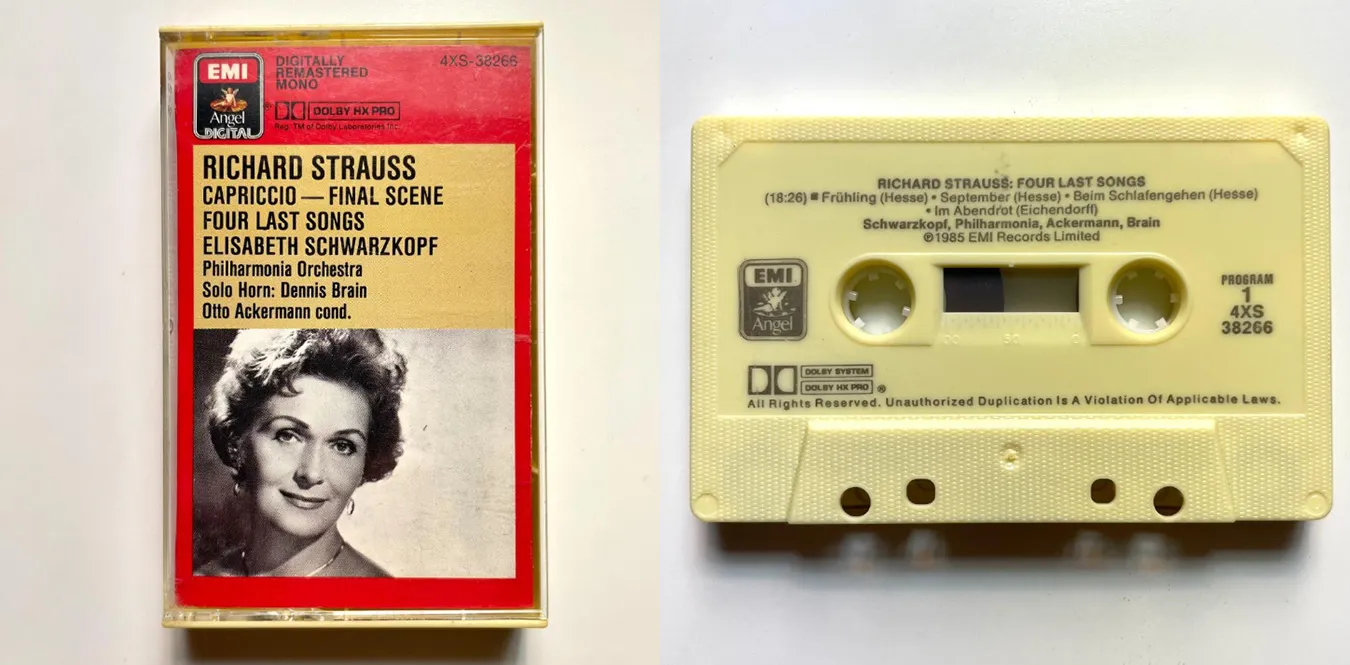 EMI
Angel
DIGITAL
DIGITALLY
REMASTERED
MONO
4XS-38266
DOLBY HX PRO
Reg. TM of Dolby Laboratories Inc.
RICHARD STRAUSS
CAPRICCIO — FINAL SCENE
FOUR LAST SONGS
ELISABETH SCHWARZKOPF
Philharmonia Orchestra
Solo Horn: Dennis Brain
Otto Ackermann cond.
RICHARD STRAUSS: FOUR LAST SONGS
(18:26) ■ Frühling (Hesse) • September (Hesse) • Beim Schlafengehen (Hesse)
• Im Abendrot (Eichendorff)
Schwarzkopf, Philharmonia, Ackermann, Brain
℗1985 EMI Records Limited
EMI
Angel
PROGRAM
1
4XS
38266
DOLBY SYSTEM
DOLBY HX PRO ®
All Rights Reserved. Unauthorized Duplication Is A Violation Of Applicable Laws.